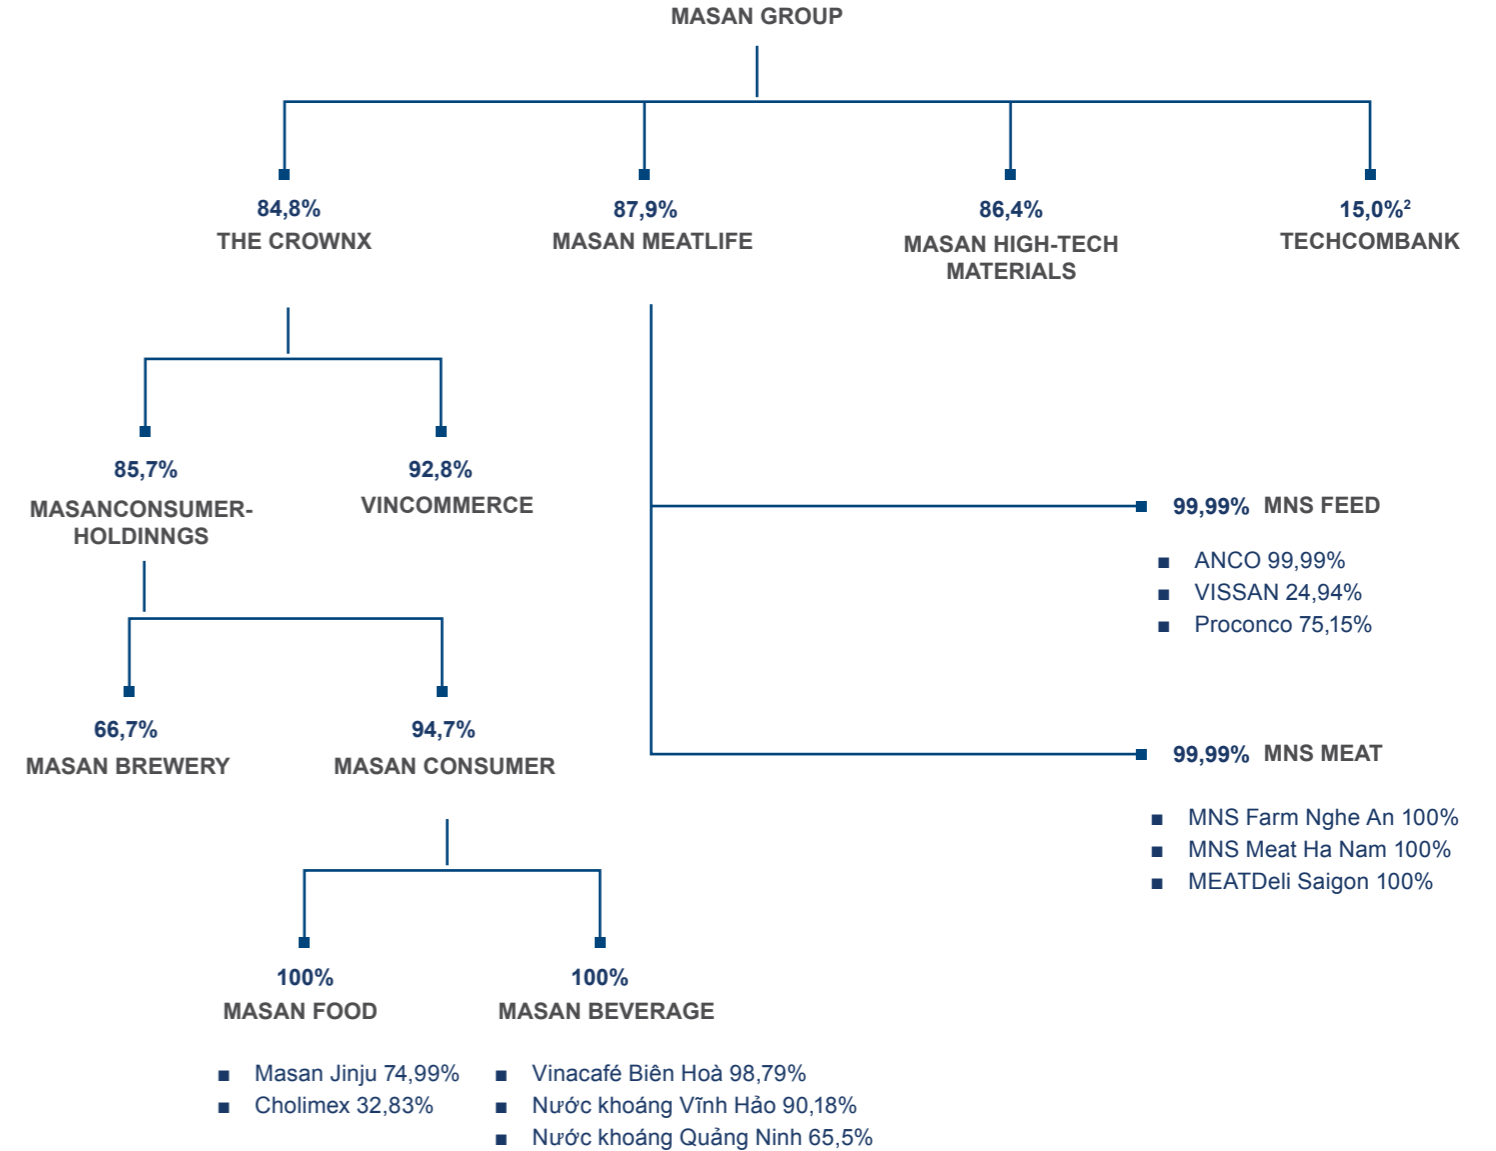 MASAN GROUP
84,8%
THE CROWNX
87,9%
MASAN MEATLIFE
86,4%
MASAN HIGH-TECH
MATERIALS
15,0%²
TECHCOMBANK
85,7%
MASANCONSUMER-
HOLDINNGS
92,8%
VINCOMMERCE
99,99% MNS FEED
■ ANCO 99,99%
■ VISSAN 24,94%
■ Proconco 75,15%
66,7%
MASAN BREWERY
94,7%
MASAN CONSUMER
99,99% MNS MEAT
■ MNS Farm Nghe An 100%
■ MNS Meat Ha Nam 100%
■ MEATDeli Saigon 100%
100%
MASAN FOOD
■ Masan Jinju 74,99%
■ Cholimex 32,83%
100%
MASAN BEVERAGE
■ Vinacafé Biên Hoà 98,79%
■ Nước khoáng Vĩnh Hảo 90,18%
■ Nước khoáng Quảng Ninh 65,5%